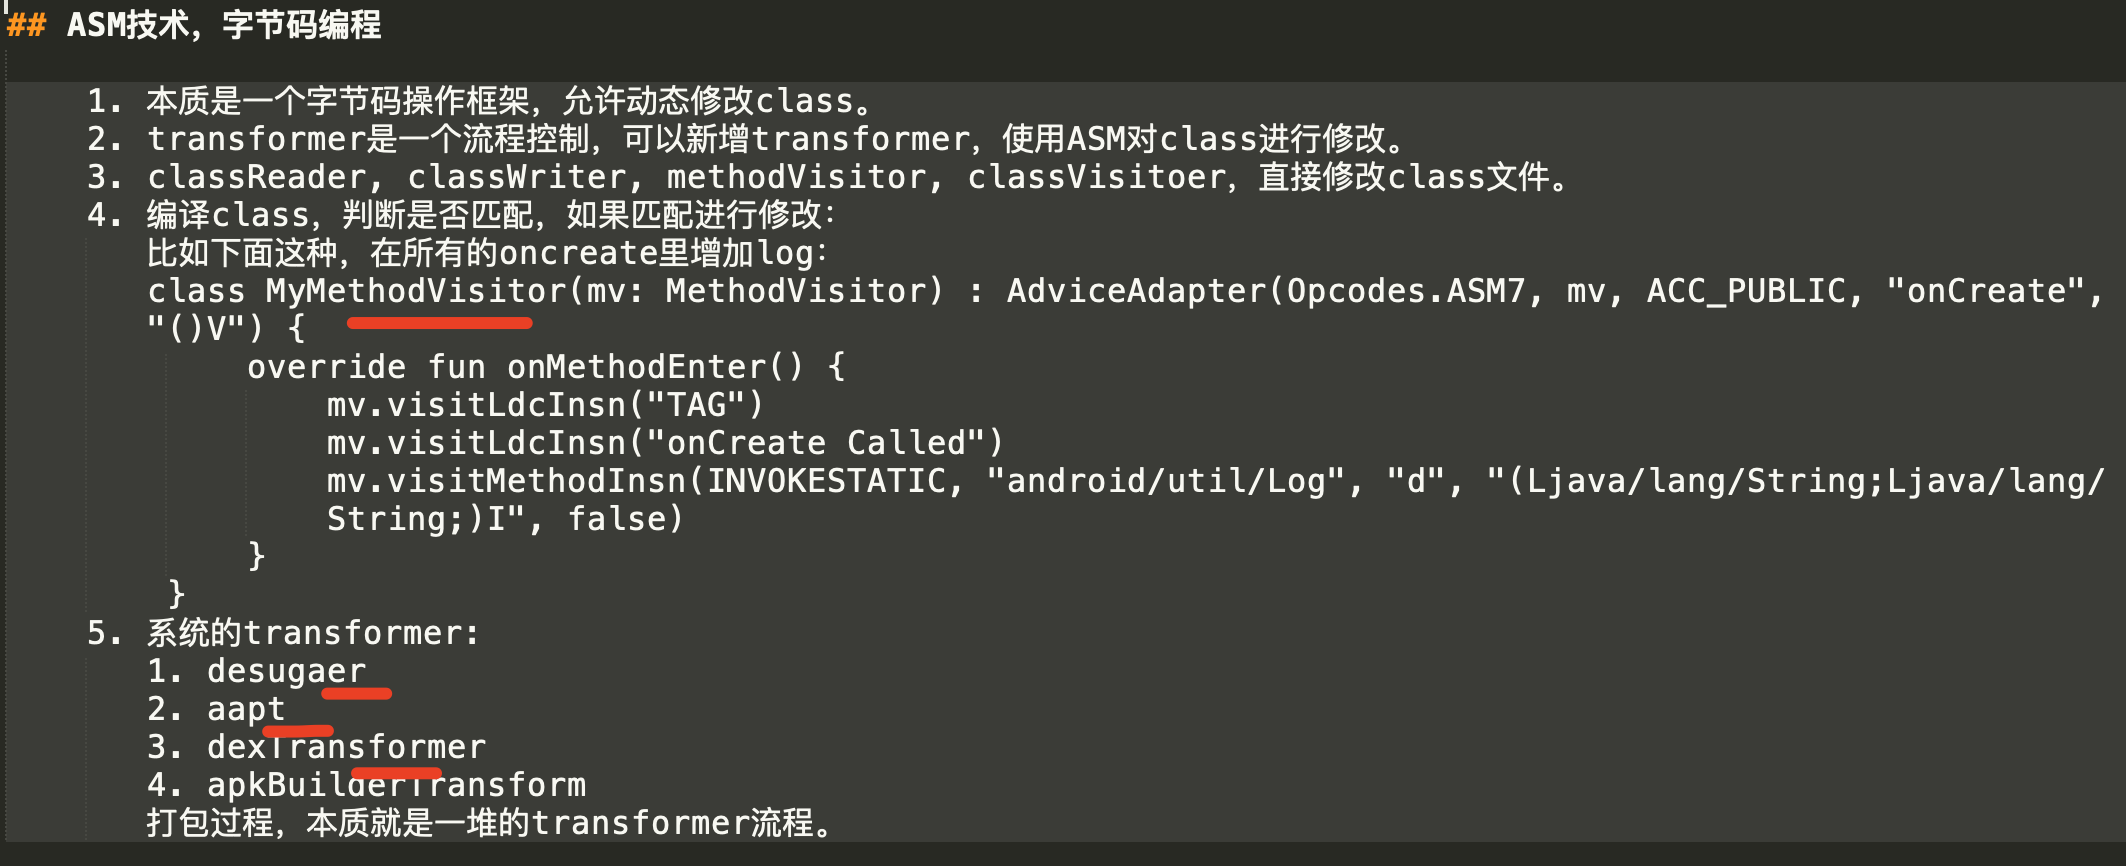 ## ASM技术，字节码编程
1. 本质是一个字节码操作框架，允许动态修改class。
2. transformer是一个流程控制，可以新增transformer，使用ASM对class进行修改。
3. classReader, classWriter, methodVisitor, classVisitoer，直接修改class文件。
4. 编译class，判断是否匹配，如果匹配进行修改：
比如下面这种，在所有的oncreate里增加log：
class MyMethodVisitor(mv: MethodVisitor) : AdviceAdapter(Opcodes.ASM7, mv, ACC_PUBLIC, "onCreate",
"()V") {
override fun onMethodEnter() {
mv.visitLdcInsn("TAG")
mv.visitLdcInsn("onCreate Called")
mv.visitMethodInsn(INVOKESTATIC, "android/util/Log", "d", "(Ljava/lang/String;Ljava/lang/
String;)I", false)
}
}
5. 系统的transformer:
1. desugaer
2. aapt
3. dexTransformer
4. apkBuilderTransform
打包过程，本质就是一堆的transformer流程。